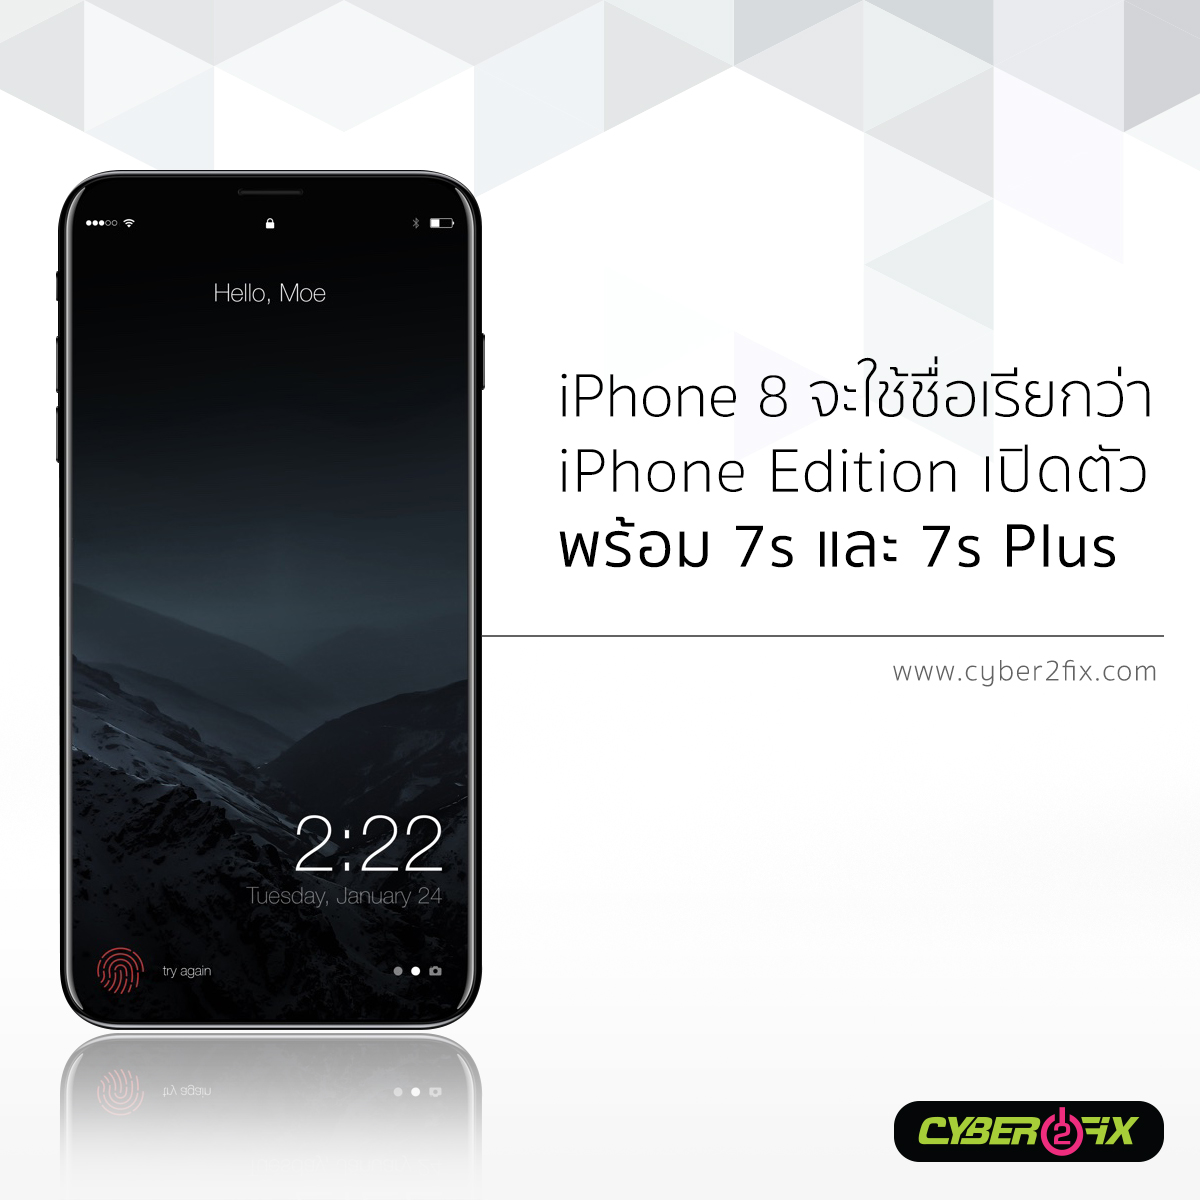 Hello, Moe
iPhone 8 จะใช้ชื่อเรียกว่า
iPhone Edition เปิดตัว
พร้อม 7s และ 7s Plus
www.cyber2fix.com
2:22
Tuesday, January 24
try again
CYBER2FiX